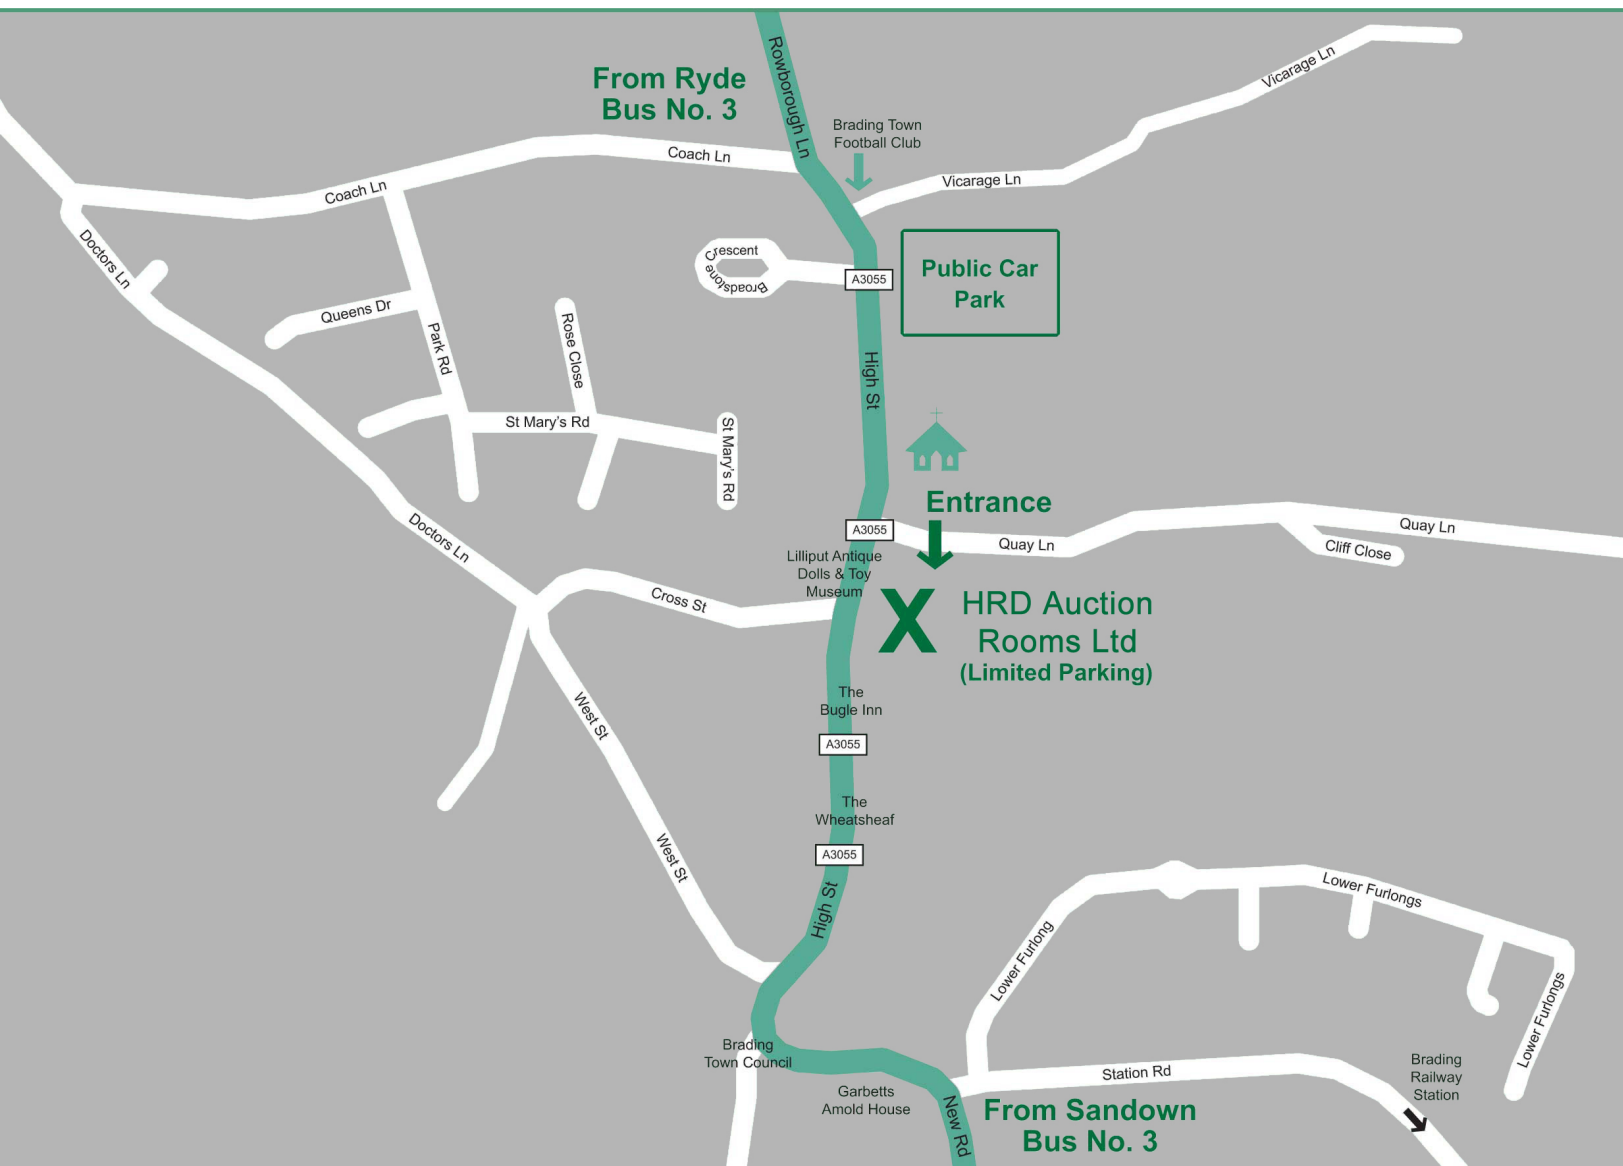 Rowborough Ln
From Ryde
Bus No. 3
Vicarage Ln
Brading Town
Football Club
Coach Ln
Vicarage Ln
Coach Ln
Doctors Ln
Broadstone Crescent
A3055
Public Car
Park
Queens Dr
Park Rd
Rose Close
High St
St Mary's Rd
St Mary's Rd
Entrance
A3055
Quay Ln
Quay Ln
Cliff Close
Doctors Ln
Lilliput Antique
Dolls & Toy
Museum
Cross St
X
HRD Auction
Rooms Ltd
(Limited Parking)
West St
The
Bugle Inn
A3055
The
Wheatsheaf
A3055
West St
High St
Lower Furlongs
Lower Furlong
Lower Furlongs
Brading
Town Council
Garbetts
Amold House
Station Rd
Brading
Railway
Station
New Rd
From Sandown
Bus No. 3